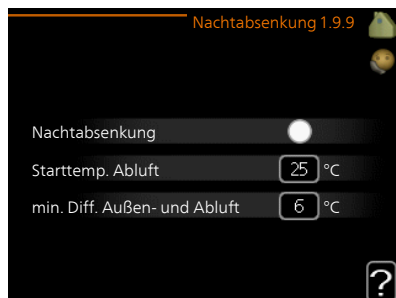 Nachtabsenkung 1.9.9
Nachtabsenkung
Starttemp. Abluft 25 °C
min. Diff. Außen- und Abluft 6 °C
?